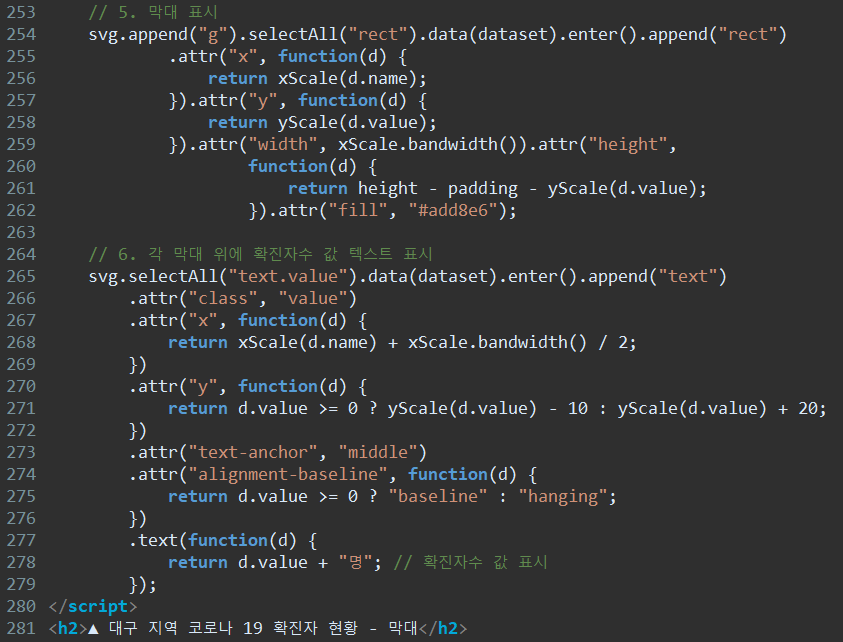 253 // 5. 막대 표시
254 svg.append("g").selectAll("rect").data(dataset).enter().append("rect")
255 .attr("x", function(d) {
256 return xScale(d.name);
257 }).attr("y", function(d) {
258 return yScale(d.value);
259 }).attr("width", xScale.bandwidth()).attr("height",
260 function(d) {
261 return height - padding - yScale(d.value);
262 }).attr("fill", "#add8e6");
263
264 // 6. 각 막대 위에 확진자수 값 텍스트 표시
265 svg.selectAll("text.value").data(dataset).enter().append("text")
266 .attr("class", "value")
267 .attr("x", function(d) {
268 return xScale(d.name) + xScale.bandwidth() / 2;
269 })
270 .attr("y", function(d) {
271 return d.value >= 0 ? yScale(d.value) - 10 : yScale(d.value) + 20;
272 })
273 .attr("text-anchor", "middle")
274 .attr("alignment-baseline", function(d) {
275 return d.value >= 0 ? "baseline" : "hanging";
276 })
277 .text(function(d) {
278 return d.value + "명"; // 확진자수 값 표시
279 });
280 </script>
281 <h2>▲ 대구 지역 코로나 19 확진자 현황 - 막대</h2>